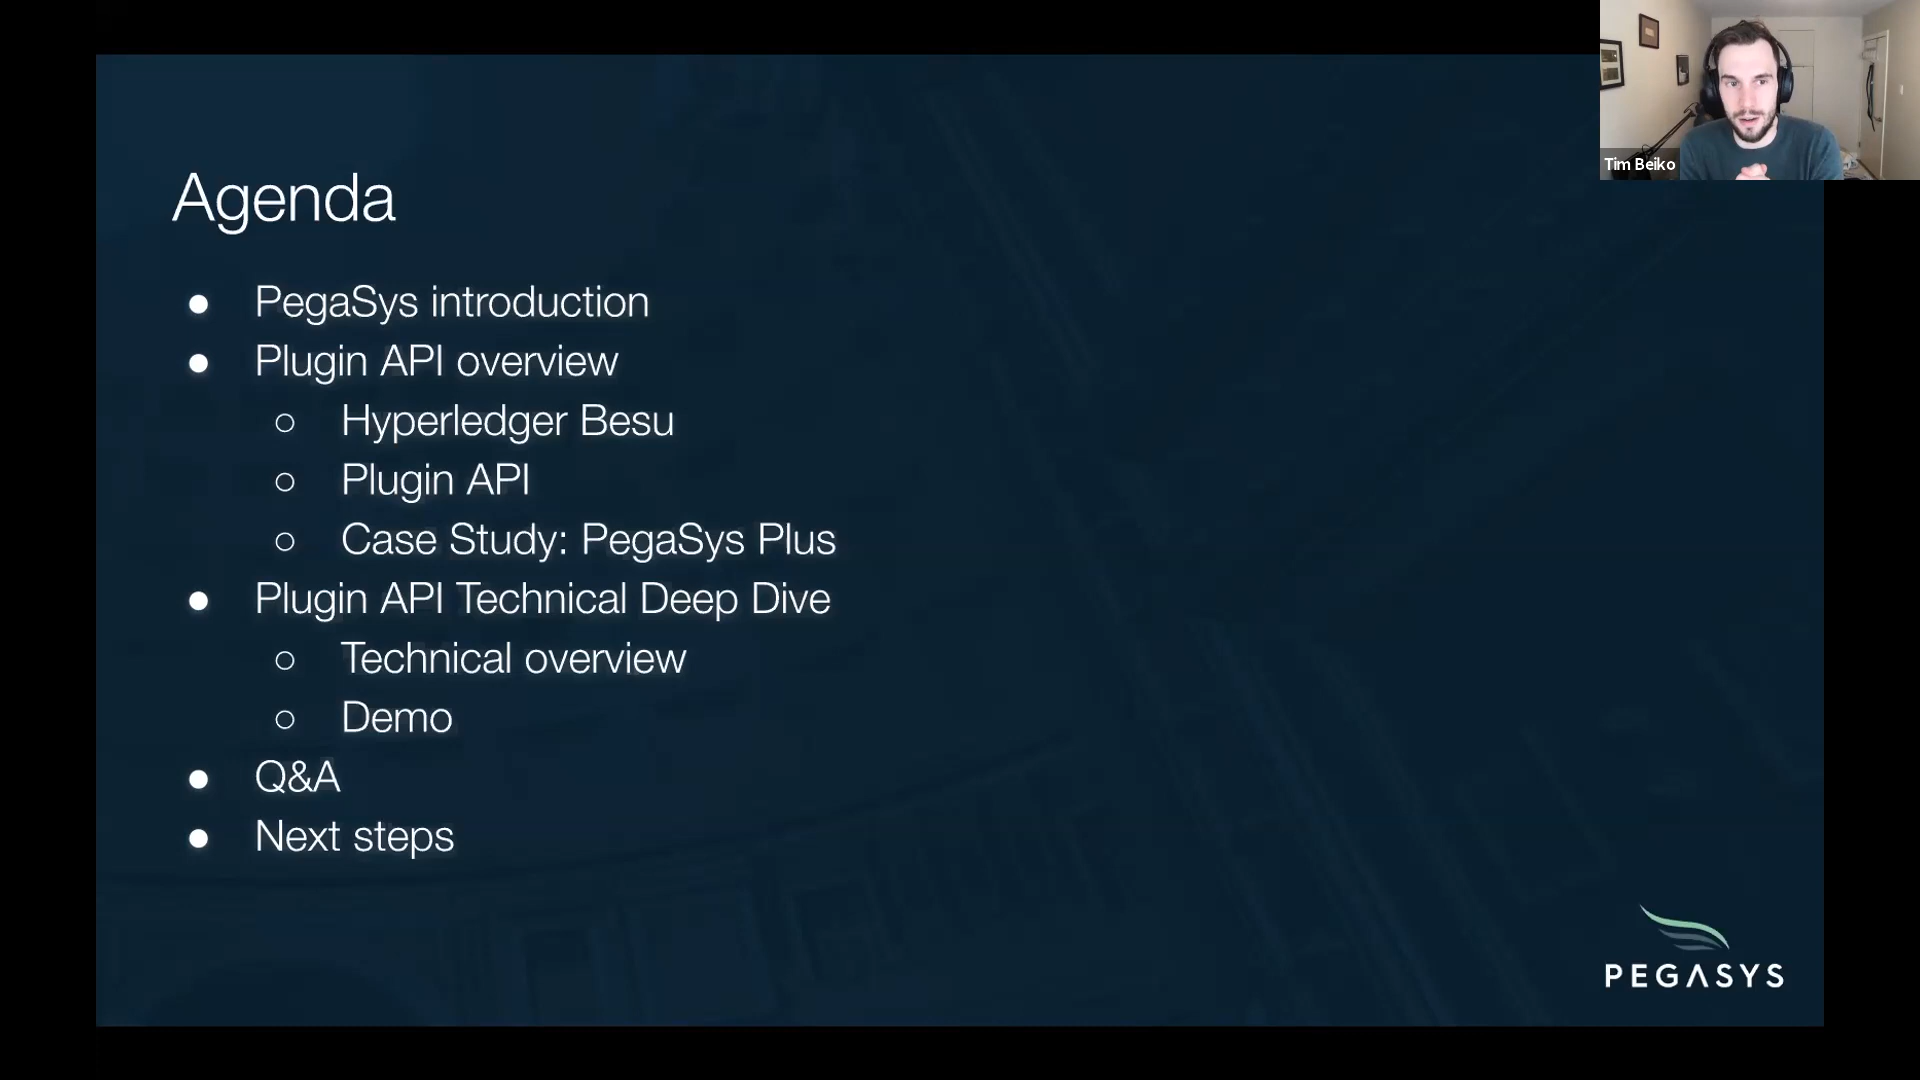 Tim Beiko
Agenda
● PegaSys introduction
● Plugin API overview
○ Hyperledger Besu
○ Plugin API
○ Case Study: PegaSys Plus
● Plugin API Technical Deep Dive
○ Technical overview
○ Demo
● Q&A
● Next steps
PEGASYS